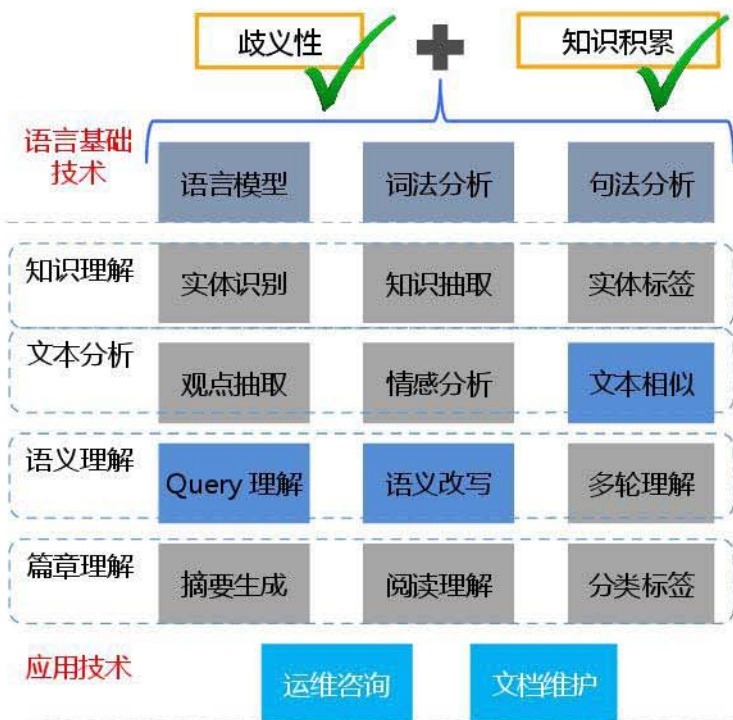 歧义性
知识积累
语言基础
技术
语言模型
词法分析
句法分析
知识理解
实体识别
知识抽取
实体标签
文本分析
观点抽取
情感分析
文本相似
语义理解
Query 理解
语义改写
多轮理解
篇章理解
摘要生成
阅读理解
分类标签
应用技术
运维咨询
文档维护